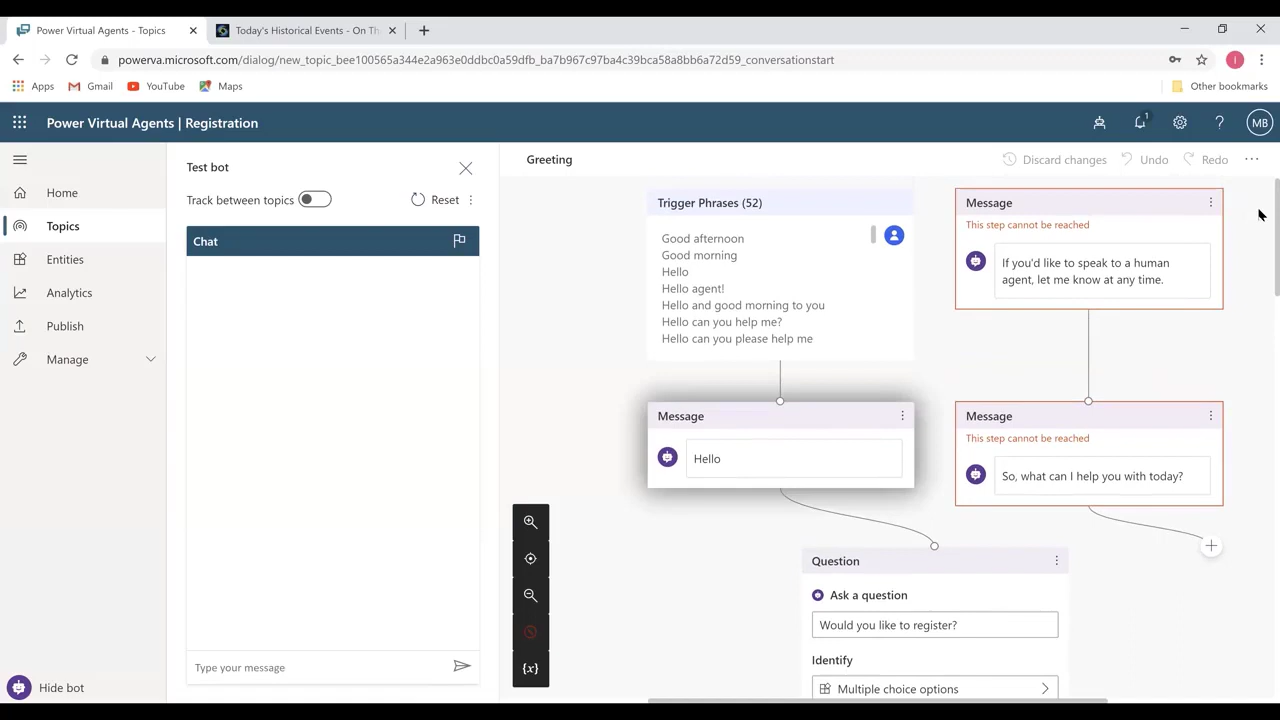 Power Virtual Agents - Topics
Today's Historical Events - On Th
powerva.microsoft.com/dialog/new_topic_bee100565a344e2a963e0ddbc0a59dfb_ba7b967c97ba4c39bca58a8bb6a72d59_conversationstart
Apps
Gmail
YouTube
Maps
Other bookmarks
Power Virtual Agents | Registration
1
MB
Home
Topics
Entities
Analytics
Publish
Manage
Hide bot
Test bot
Track between topics
Reset
Chat
Type your message
Greeting
Discard changes
Undo
Redo
Trigger Phrases (52)
Good afternoon
Good morning
Hello
Hello agent!
Hello and good morning to you
Hello can you help me?
Hello can you please help me
Message
Hello
Message
This step cannot be reached
If you'd like to speak to a human
agent, let me know at any time.
Message
This step cannot be reached
So, what can I help you with today?
Question
Ask a question
Would you like to register?
Identify
Multiple choice options
{x}
I